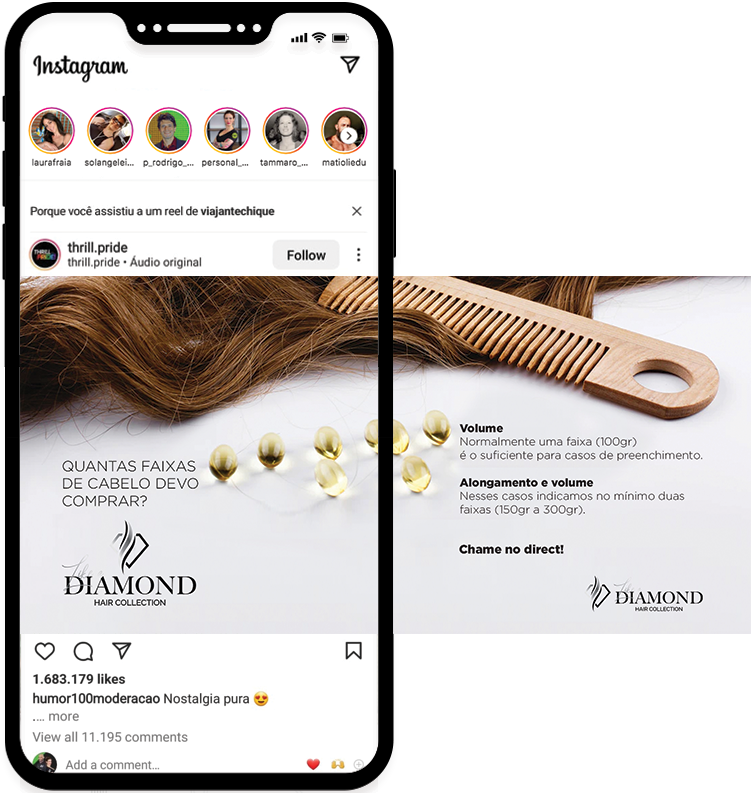 Instagram
laurafraia
solangelei...
p_rodrigo_...
personal_...
tammaro_...
matioliedu
Porque você assistiu a um reel de viajantechique
THRILL
PRIDE
thrill.pride
thrill.pride • Áudio original
Follow
QUANTAS FAIXAS
DE CABELO DEVO
COMPRAR?
Like a
DIAMOND
HAIR COLLECTION
Volume
Normalmente uma faixa (100gr)
é o suficiente para casos de preenchimento.
Alongamento e volume
Nesses casos indicamos no mínimo duas
faixas (150gr a 300gr).
Chame no direct!
DIAMOND
HAIR COLLECTION
1.683.179 likes
humor100moderacao Nostalgia pura 😍
.... more
View all 11.195 comments
Add a comment...